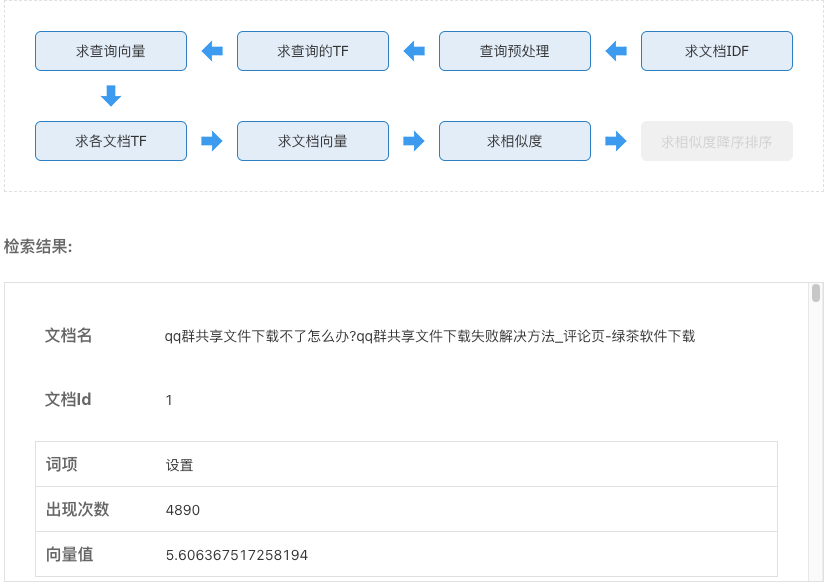 求查询向量 求查询的TF 查询预处理 求文档IDF
求各文档TF 求文档向量 求相似度 求相似度降序排序
检索结果:
文档名 qq群共享文件下载不了怎么办?qq群共享文件下载失败解决方法_评论页-绿茶软件下载
文档Id 1
词项 设置
出现次数 4890
向量值 5.606367517258194